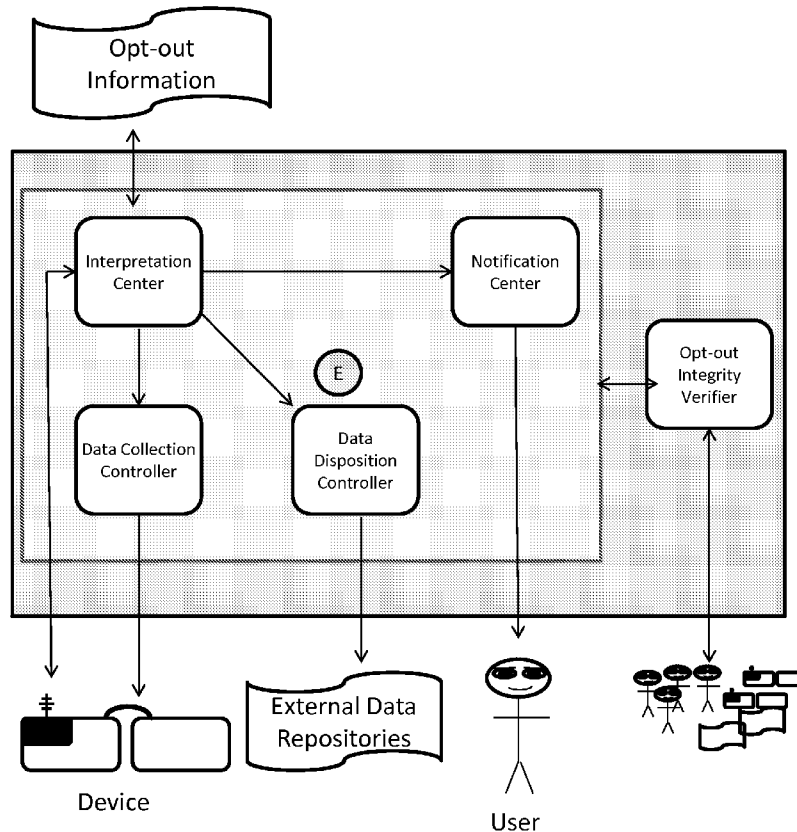 Opt-out
Information
Interpretation
Center
Notification
Center
Opt-out
Integrity
Verifier
E
Data Collection
Controller
Data
Disposition
Controller
External Data
Repositories
Device
User